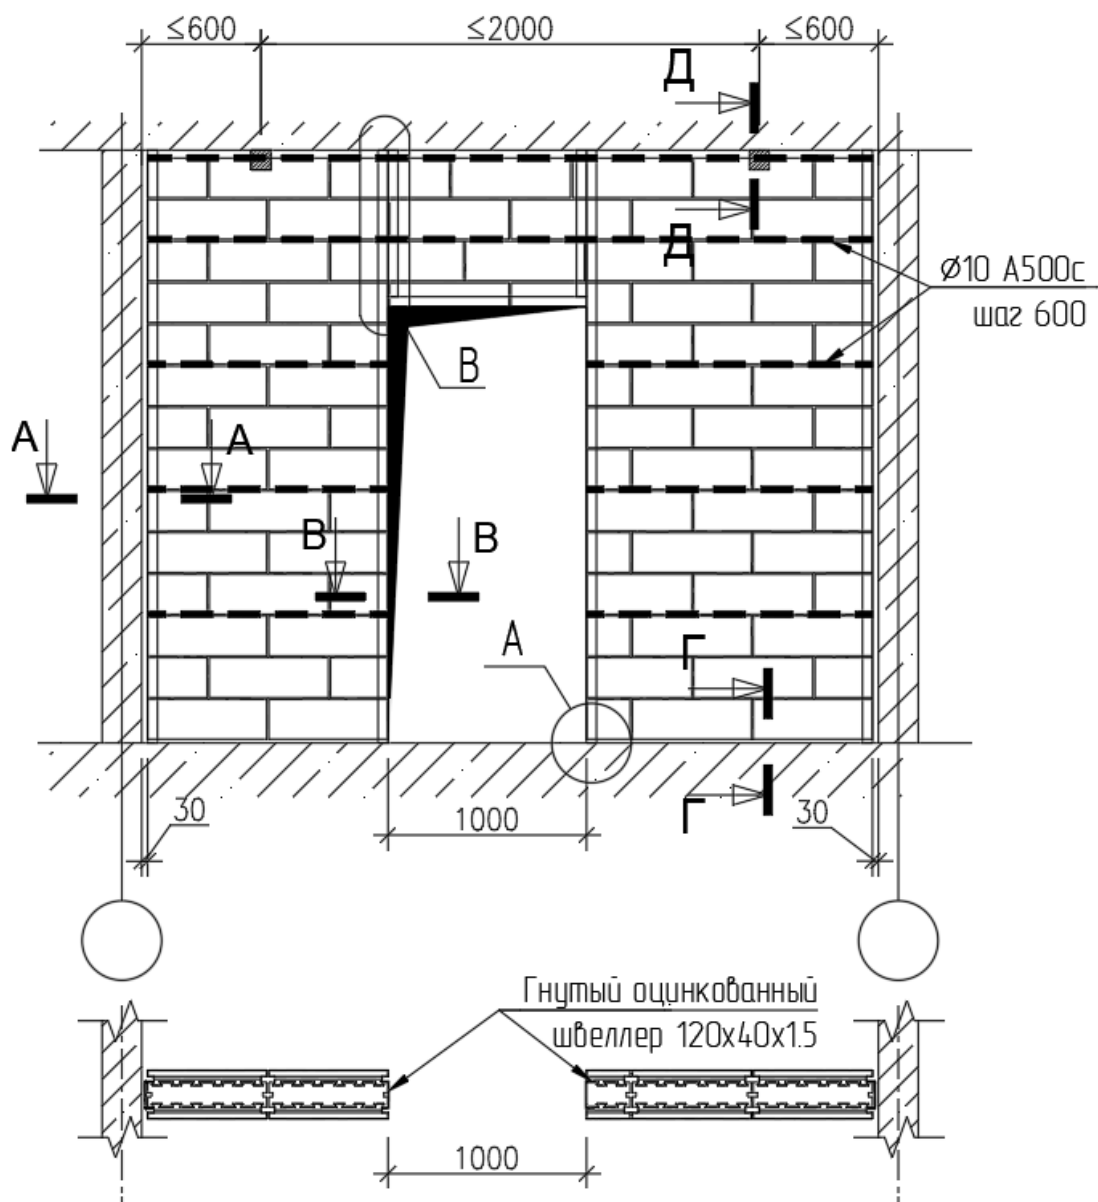 ≤600 ≤2000 ≤600
Д
Д
Ø10 А500с
шаг 600
В
А А
В В
А
Г
Г
30 1000 30
Гнутый оцинкованный
швеллер 120х40х1.5
1000